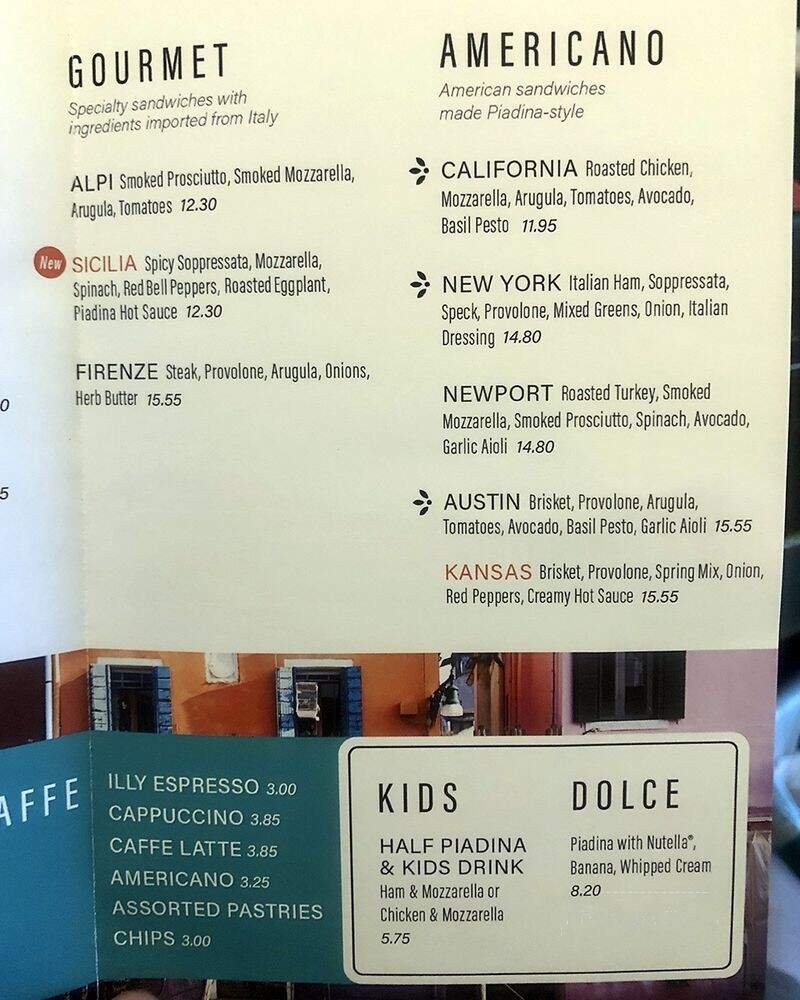 GOURMET
Specialty sandwiches with
ingredients imported from Italy
ALPI Smoked Prosciutto, Smoked Mozzarella,
Arugula, Tomatoes 12.30
New
SICILIA Spicy Soppressata, Mozzarella,
Spinach, Red Bell Peppers, Roasted Eggplant,
Piadina Hot Sauce 12.30
FIRENZE Steak, Provolone, Arugula, Onions,
Herb Butter 15.55
0
5
AMERICANO
American sandwiches
made Piadina-style
CALIFORNIA Roasted Chicken,
Mozzarella, Arugula, Tomatoes, Avocado,
Basil Pesto 11.95
NEW YORK Italian Ham, Soppressata,
Speck, Provolone, Mixed Greens, Onion, Italian
Dressing 14.80
NEWPORT Roasted Turkey, Smoked
Mozzarella, Smoked Prosciutto, Spinach, Avocado,
Garlic Aioli 14.80
AUSTIN Brisket, Provolone, Arugula,
Tomatoes, Avocado, Basil Pesto, Garlic Aioli 15.55
KANSAS Brisket, Provolone, Spring Mix, Onion,
Red Peppers, Creamy Hot Sauce 15.55
AFFE
ILLY ESPRESSO 3.00
CAPPUCCINO 3.85
CAFFE LATTE 3.85
AMERICANO 3.25
ASSORTED PASTRIES
CHIPS 3.00
KIDS
HALF PIADINA
& KIDS DRINK
Ham & Mozzarella or
Chicken & Mozzarella
5.75
DOLCE
Piadina with Nutella®,
Banana, Whipped Cream
8.20